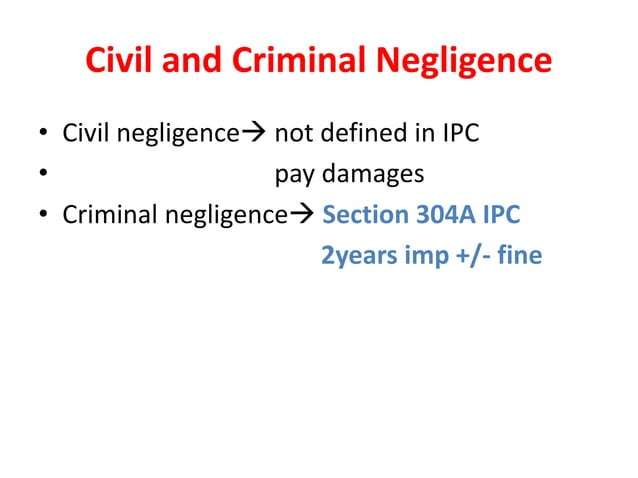 Civil and Criminal Negligence
• Civil negligence→ not defined in IPC
• pay damages
• Criminal negligence→ Section 304A IPC
2years imp +/- fine